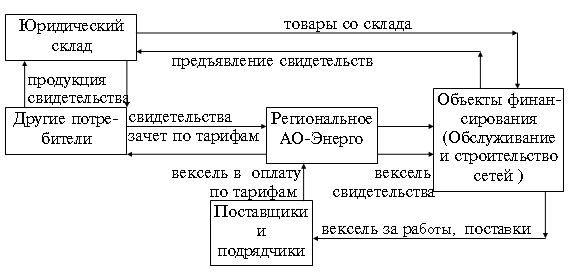 Юридический
склад
товары со склада
предъявление свидетельств
продукция
свидетельства
Другие потре-
бители
свидетельства
зачет по тарифам
Региональное
АО-Энерго
Объекты финан-
сирования
(Обслуживание
и строительство
сетей )
вексель в оплату
по тарифам
вексель
свидетельства
Поставщики
и
подрядчики
вексель за работы, поставки